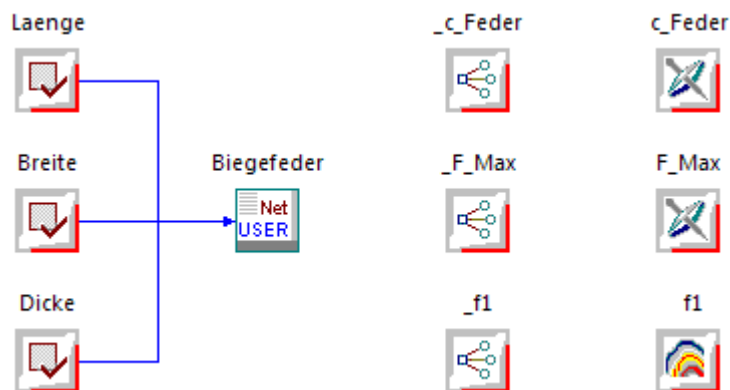 Laenge _c_Feder c_Feder
Breite Biegefeder _F_Max F_Max
Net
USER
Dicke _f1 f1